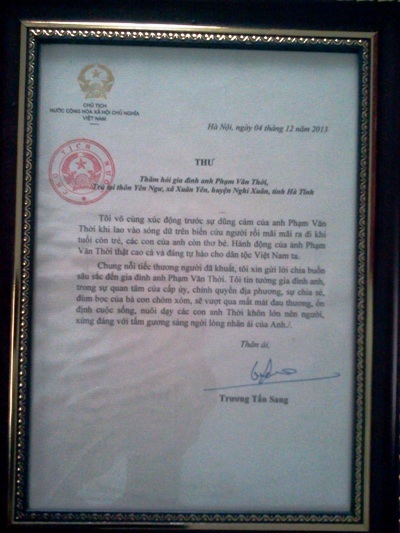 CHỦ TỊCH
NƯỚC CỘNG HÒA XÃ HỘI CHỦ NGHĨA
VIỆT NAM
Hà Nội, ngày 04 tháng 12 năm 2013
THƯ
Thăm hỏi gia đình anh Phạm Văn Thời,
Trú tại thôn Yên Ngư, xã Xuân Yên, huyện Nghi Xuân, tỉnh Hà Tĩnh
Tôi vô cùng xúc động trước sự dũng cảm của anh Phạm Văn
Thời khi lao vào sóng dữ trên biển cứu người rồi mãi mãi ra đi khi
tuổi còn trẻ, các con của anh còn thơ bé. Hành động của anh Phạm
Văn Thời thật cao cả và đáng tự hào cho dân tộc Việt Nam ta.
Chung nỗi tiếc thương người đã khuất, tôi xin gửi lời chia buồn
sâu sắc đến gia đình anh Phạm Văn Thời. Tôi tin tưởng gia đình anh,
trong sự quan tâm của cấp ủy, chính quyền địa phương, sự chia sẻ,
đùm bọc của bà con chòm xóm, sẽ vượt qua mất mát đau thương, ổn
định cuộc sống, nuôi dạy các con anh Thời khôn lớn nên người,
xứng đáng với tấm gương sáng ngời lòng nhân ái của Anh./.
Thân ái,
Trương Tấn Sang